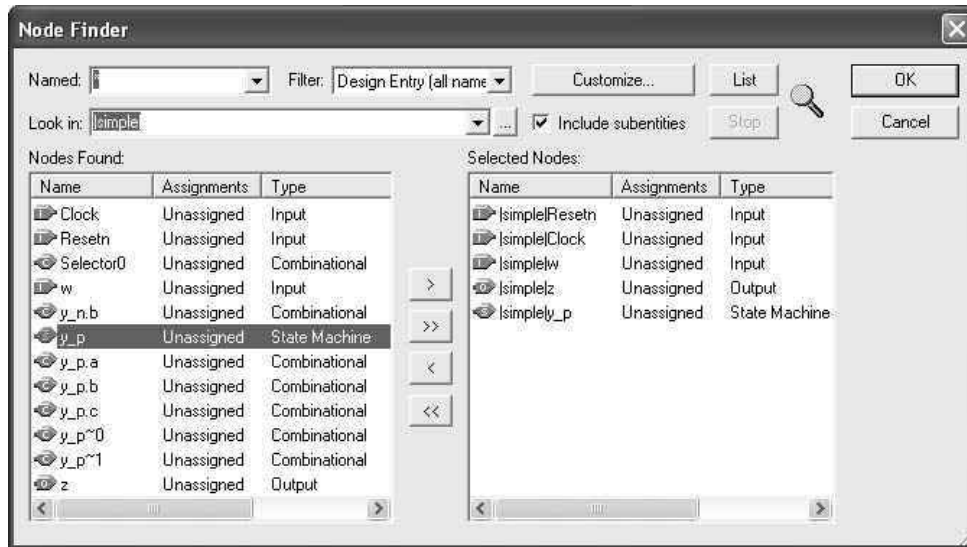 Node Finder
Named: * Filter: Design Entry (all name Customize... List OK
Look in: |simple| ... Include subentities Stop Cancel
Nodes Found: Selected Nodes:
Name Assignments Type Name Assignments Type
Clock Unassigned Input |simple|Resetn Unassigned Input
Resetn Unassigned Input |simple|Clock Unassigned Input
Selector0 Unassigned Combinational |simple|w Unassigned Input
w Unassigned Input > |simple|z Unassigned Output
y_n.b Unassigned Combinational |simple|y_p Unassigned State Machine
y_p Unassigned State Machine >>
y_p.a Unassigned Combinational <
y_p.b Unassigned Combinational
y_p.c Unassigned Combinational <<
y_p~0 Unassigned Combinational
y_p~1 Unassigned Combinational
z Unassigned Output